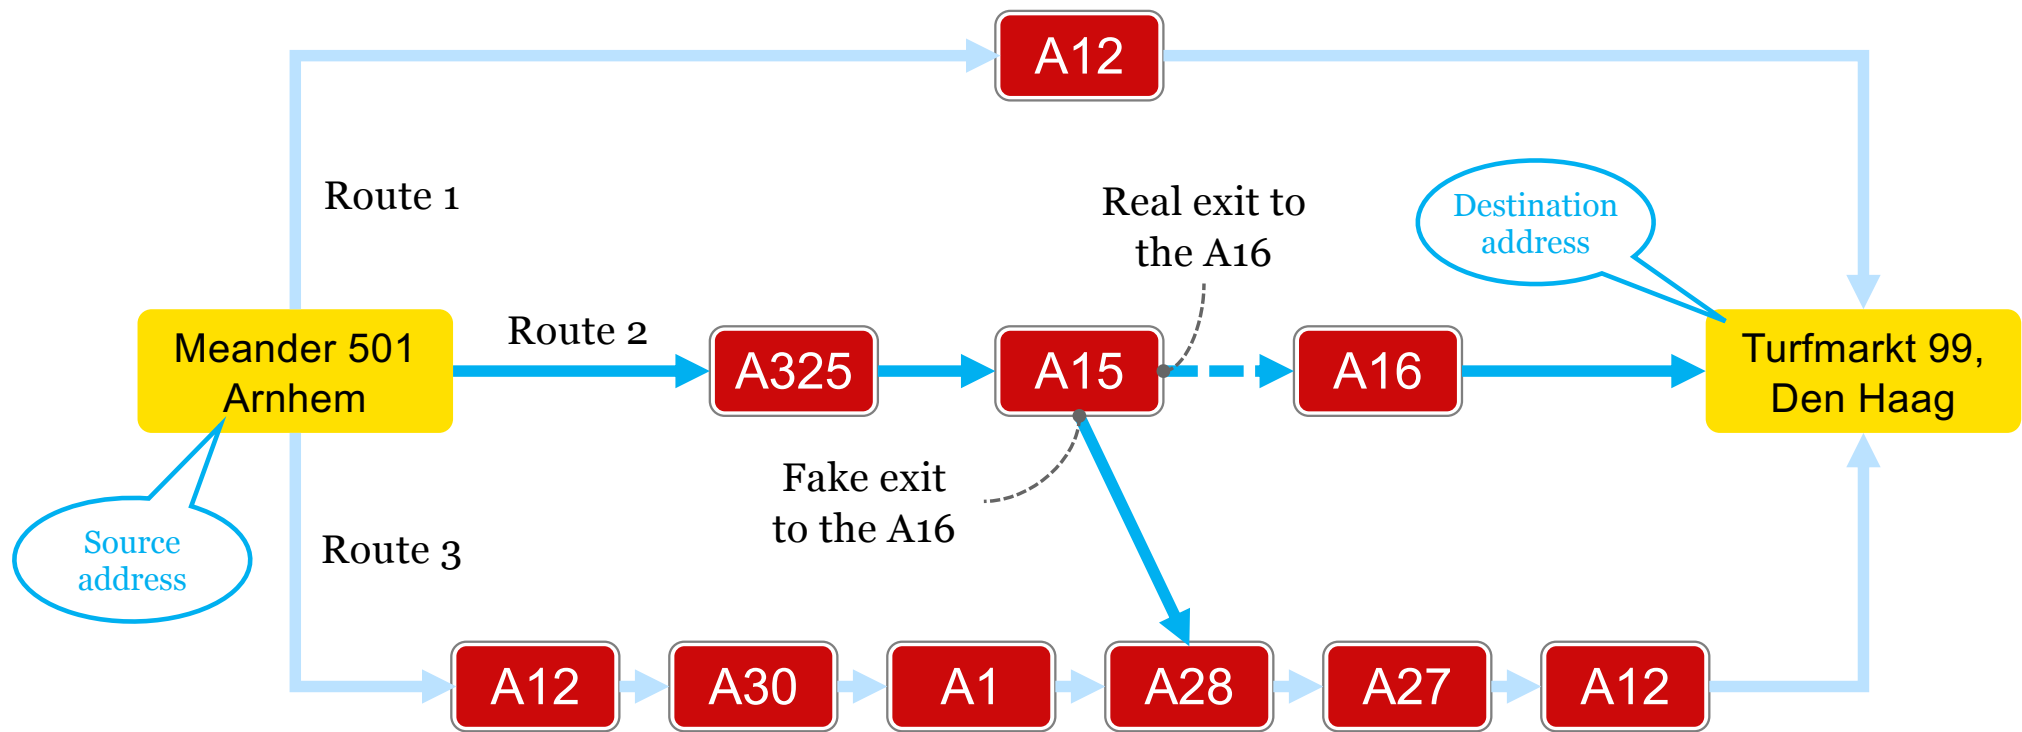 A12
Route 1
Real exit to
the A16
Destination
address
Meander 501
Arnhem
Route 2
A325
A15
A16
Turfmarkt 99,
Den Haag
Fake exit
to the A16
Source
address
Route 3
A12
A30
A1
A28
A27
A12